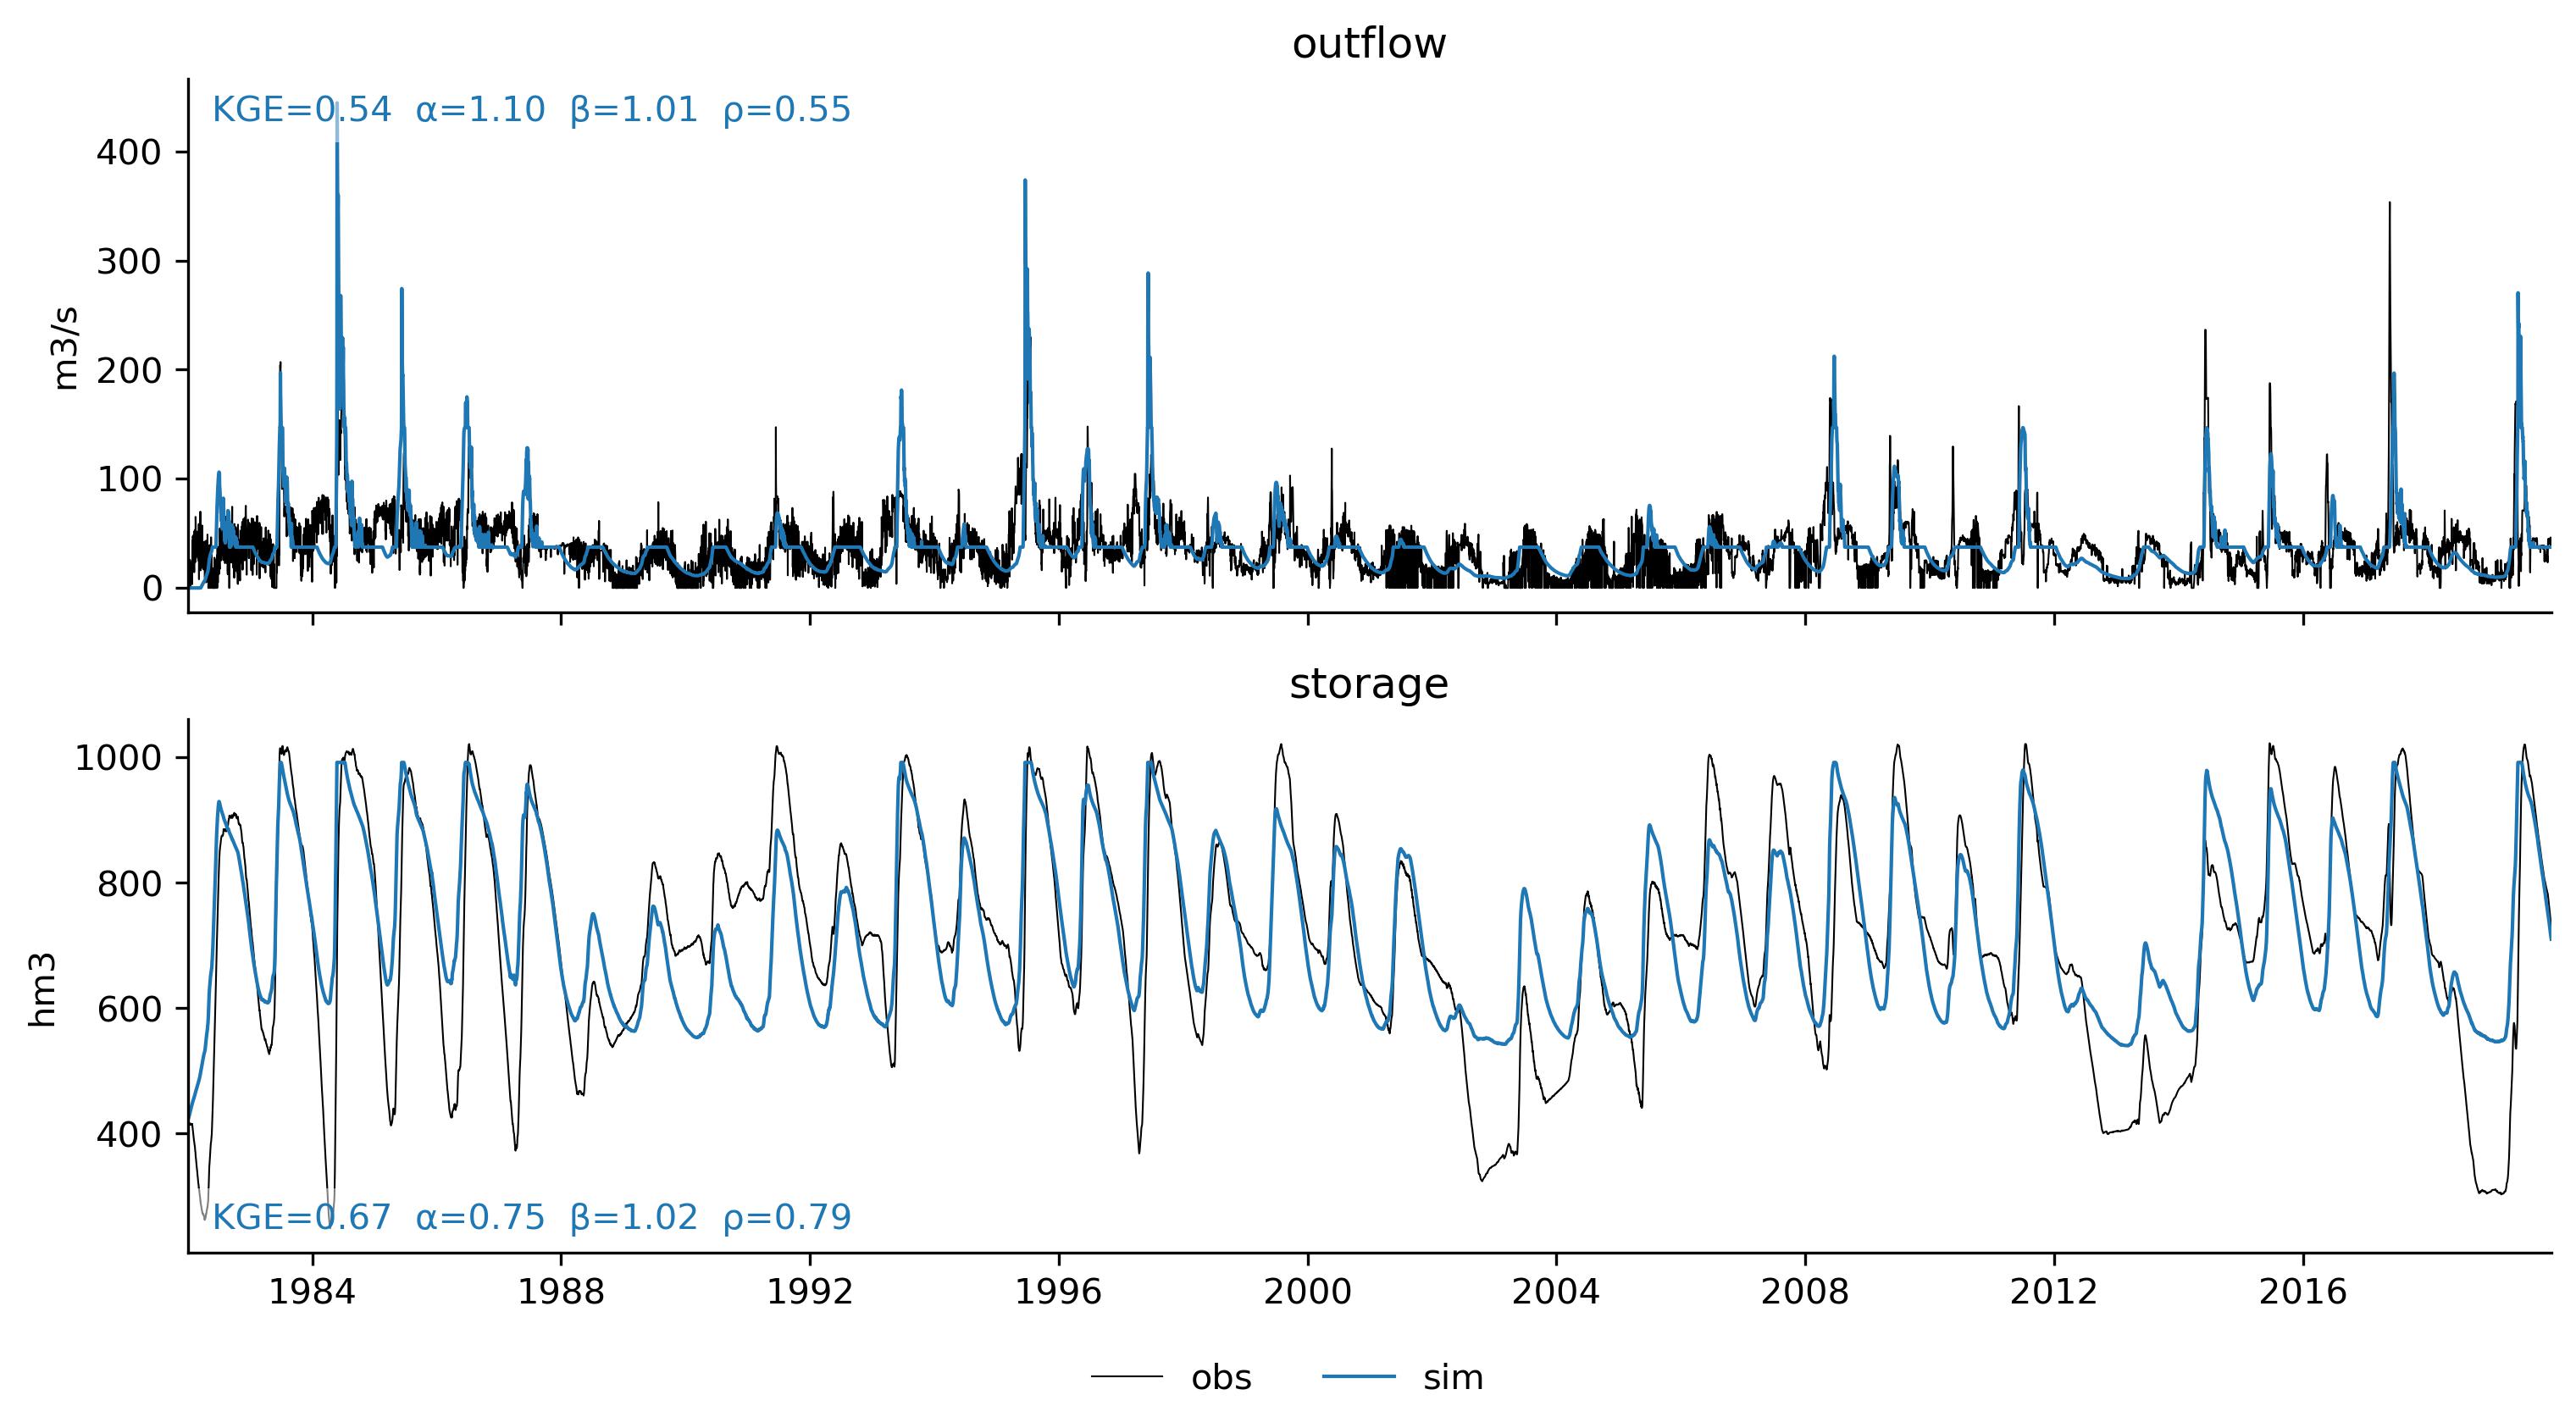 outflow
KGE=0.54 α=1.10 β=1.01 ρ=0.55
400
300
200
100
0
m3/s
storage
1000
800
600
400
hm3
KGE=0.67 α=0.75 β=1.02 ρ=0.79
1984 1988 1992 1996 2000 2004 2008 2012 2016
obs sim